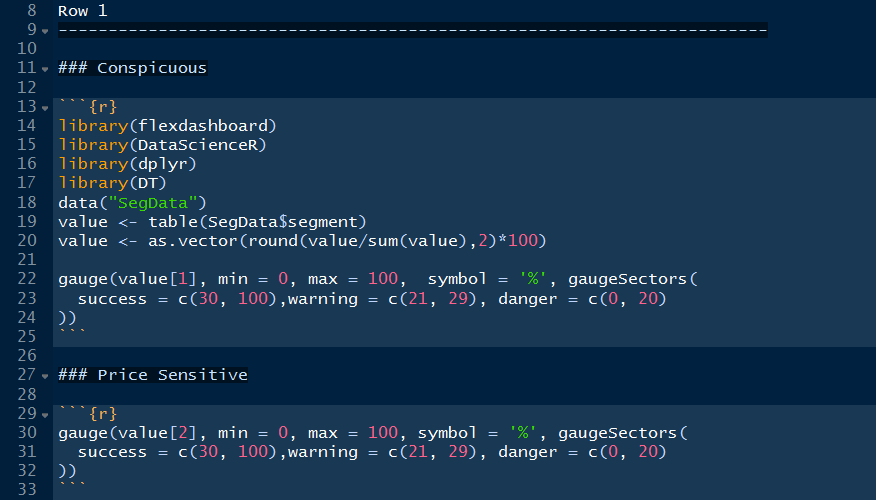 8 Row 1
9 -----------------------------------------------------------------------
10
11 ### Conspicuous
12
13 ```{r}
14 library(flexdashboard)
15 library(DataScienceR)
16 library(dplyr)
17 library(DT)
18 data("SegData")
19 value <- table(SegData$segment)
20 value <- as.vector(round(value/sum(value),2)*100)
21
22 gauge(value[1], min = 0, max = 100,  symbol = '%', gaugeSectors(
23   success = c(30, 100),warning = c(21, 29), danger = c(0, 20)
24 ))
25 ```
26
27 ### Price Sensitive
28
29 ```{r}
30 gauge(value[2], min = 0, max = 100, symbol = '%', gaugeSectors(
31   success = c(30, 100),warning = c(21, 29), danger = c(0, 20)
32 ))
33 ```